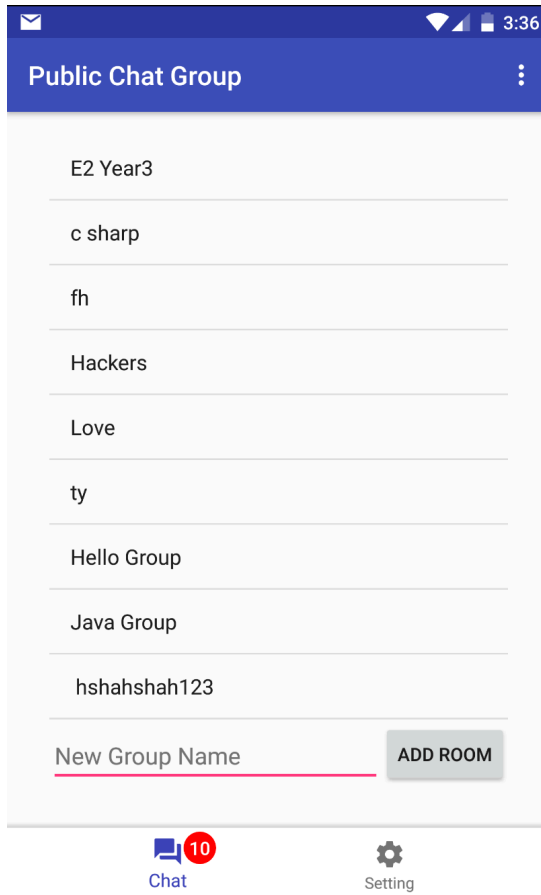 3:36
Public Chat Group
E2 Year3
c sharp
fh
Hackers
Love
ty
Hello Group
Java Group
hshahshah123
New Group Name ADD ROOM
10
Chat Setting